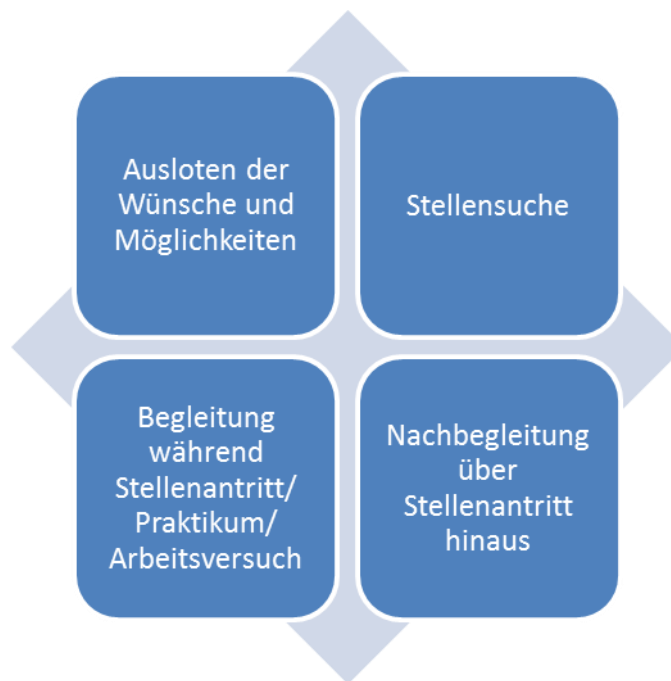 Ausloten der
Wünsche und
Möglichkeiten
Stellensuche
Begleitung
während
Stellenantritt/
Praktikum/
Arbeitsversuch
Nachbegleitung
über
Stellenantritt
hinaus